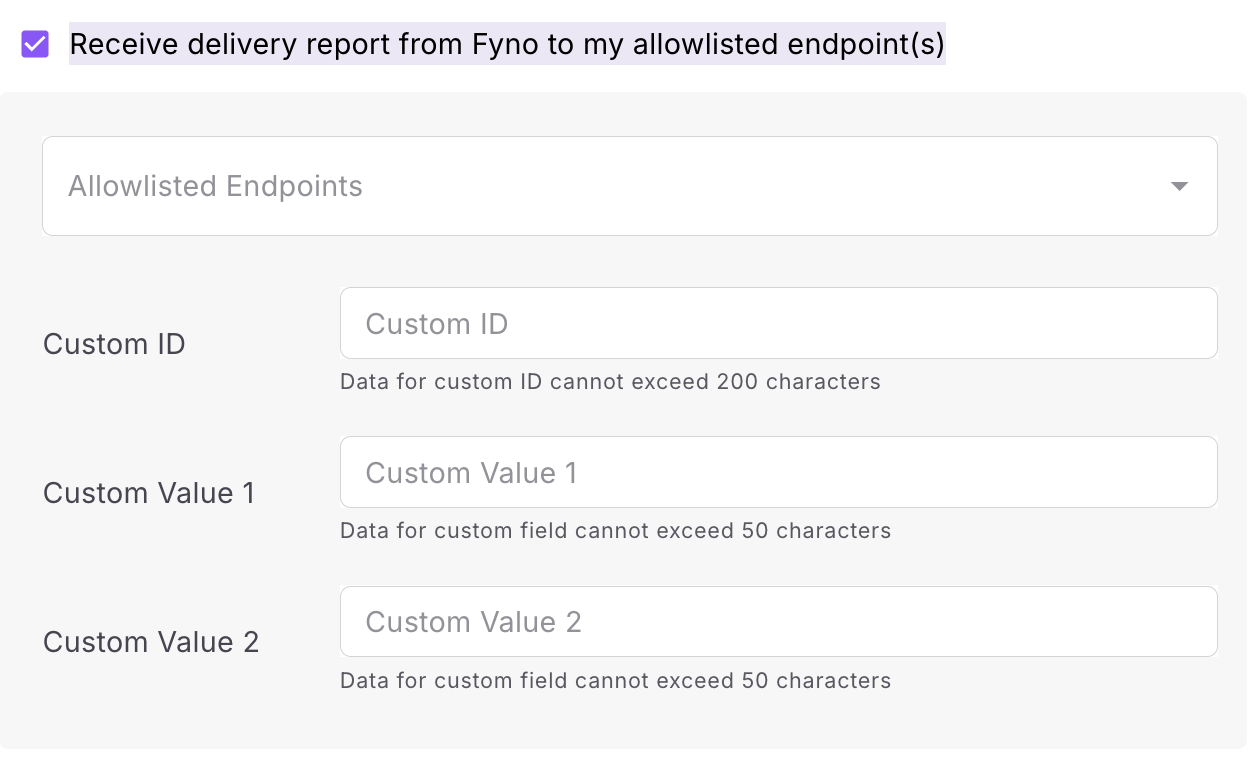 Receive delivery report from Fyno to my allowlisted endpoint(s)
Allowlisted Endpoints
Custom ID
Custom ID
Data for custom ID cannot exceed 200 characters
Custom Value 1
Custom Value 1
Data for custom field cannot exceed 50 characters
Custom Value 2
Custom Value 2
Data for custom field cannot exceed 50 characters